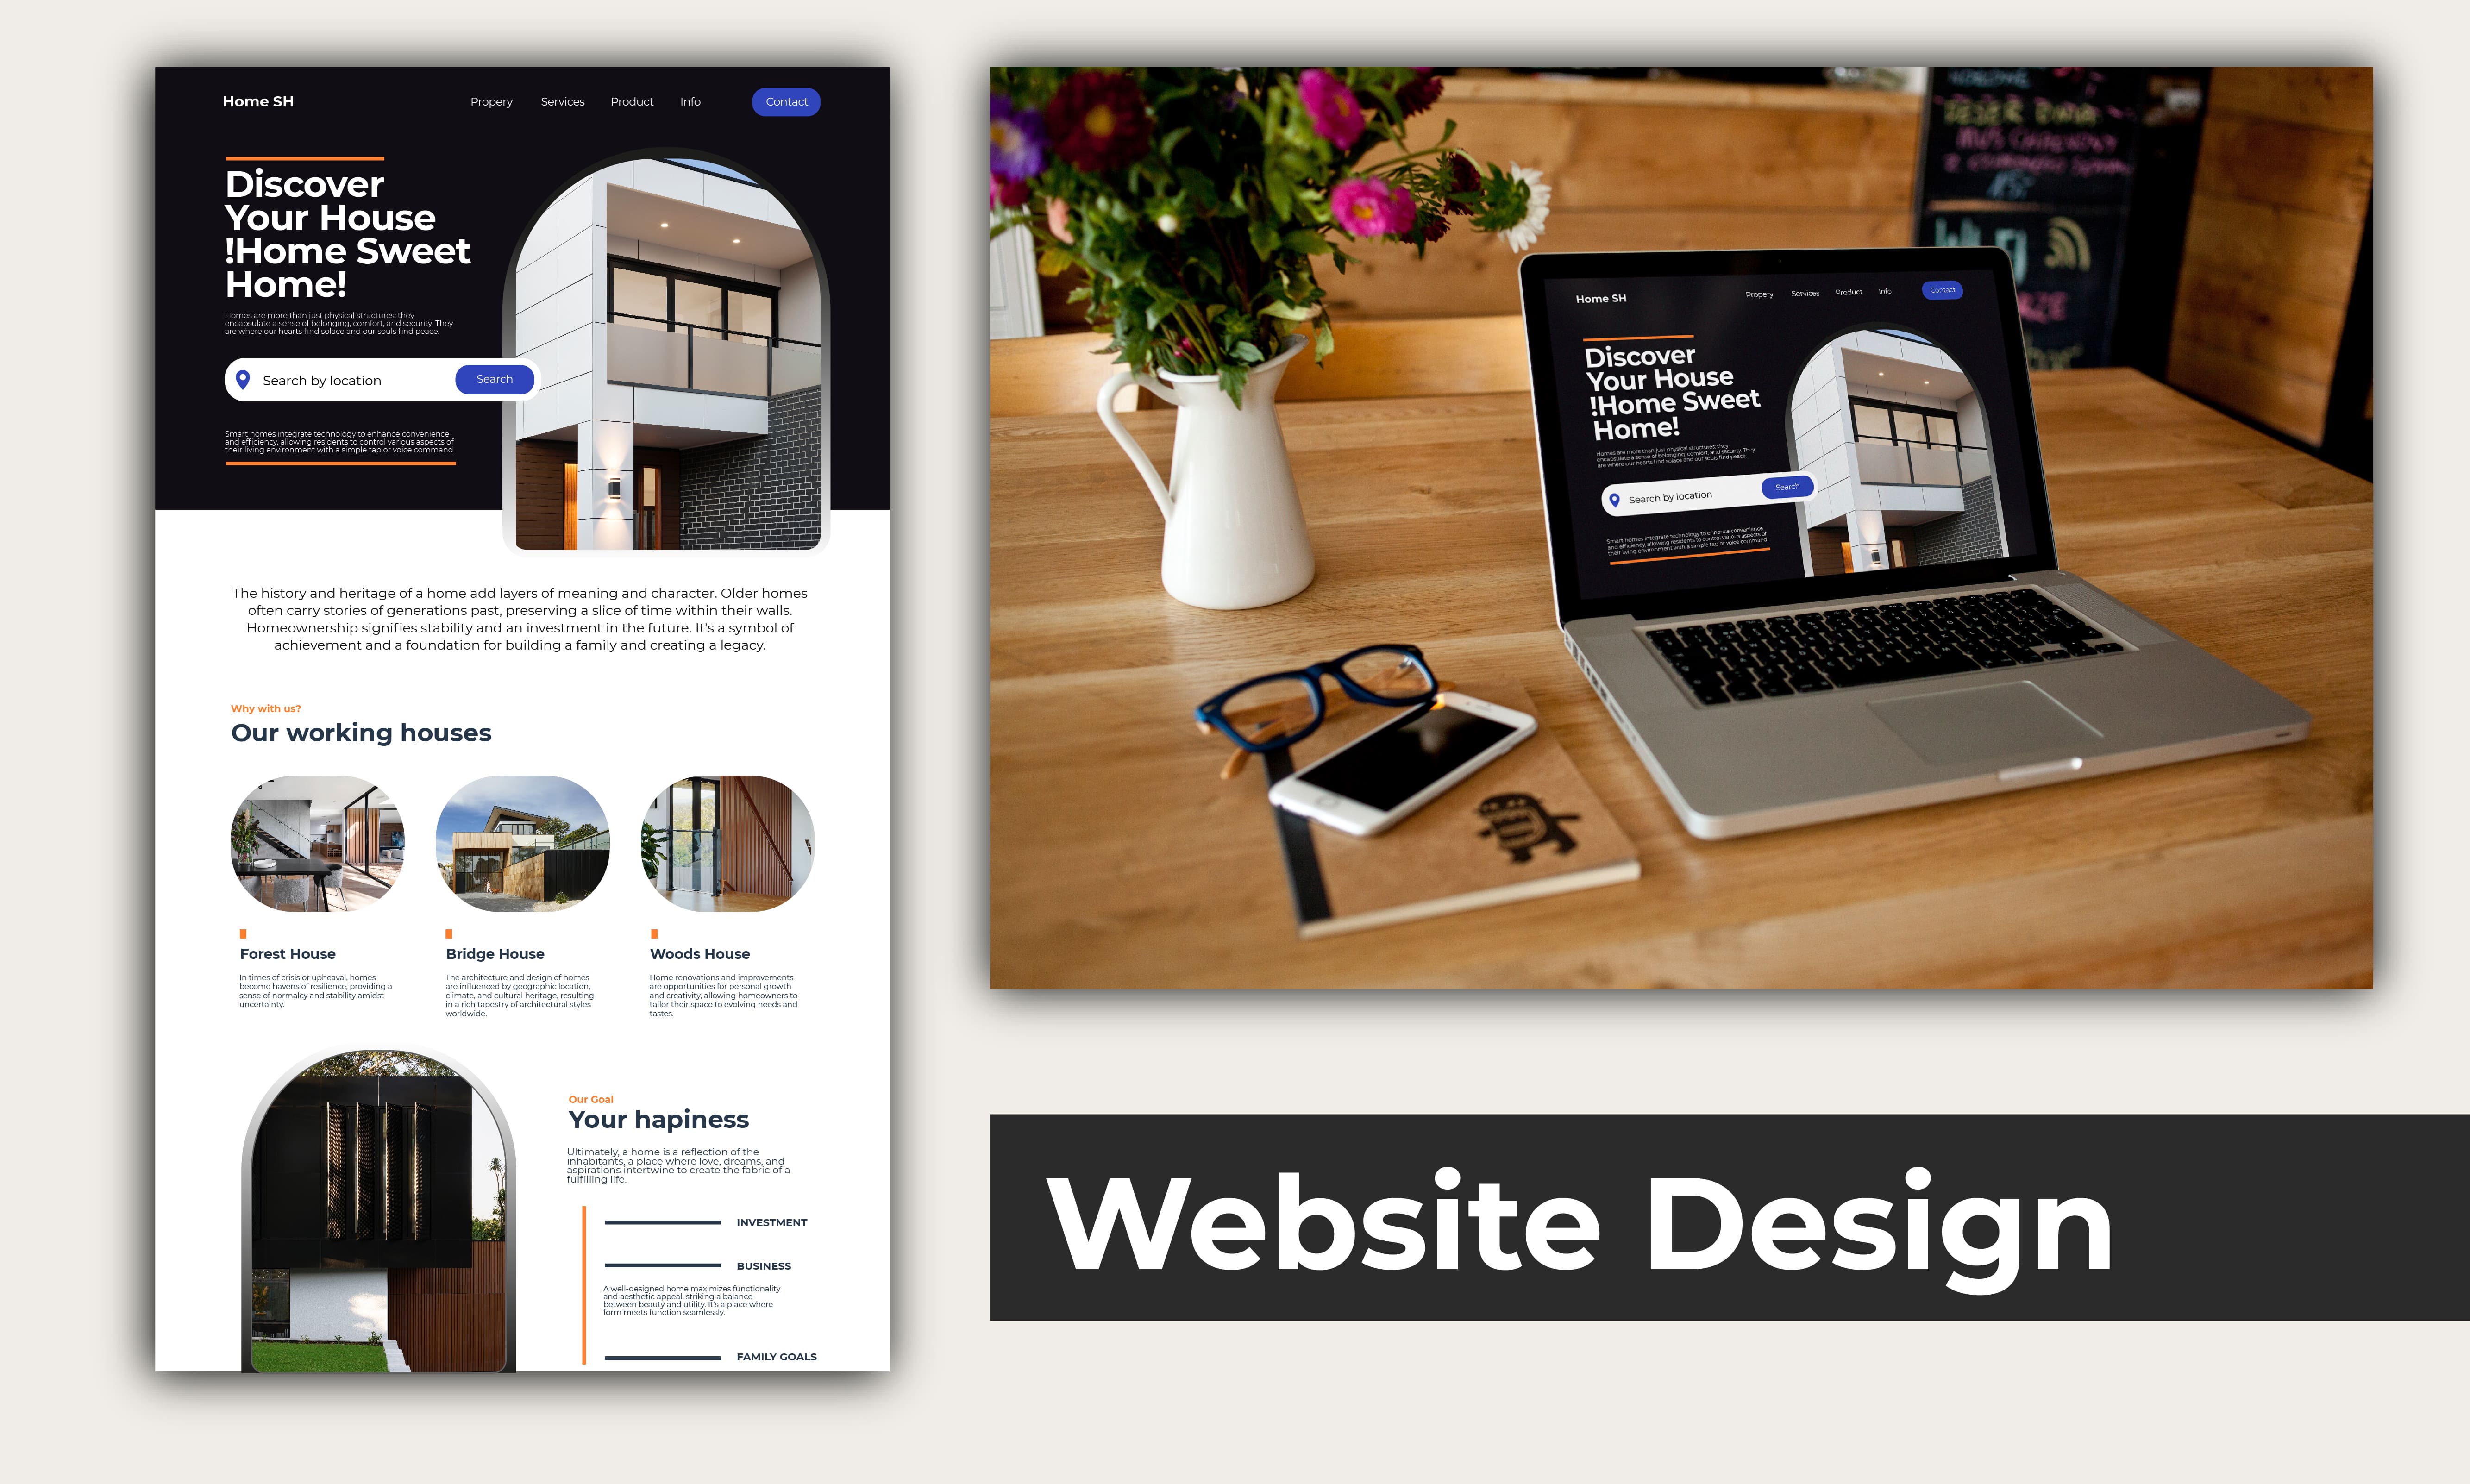 Home SH
Propery Services Product Info Contact
Discover
Your House
!Home Sweet
Home!
Homes are more than just physical structures; they
encapsulate a sense of belonging, comfort, and security. They
are where our hearts find solace and our souls find peace.
Search by location Search
Smart homes integrate technology to enhance convenience
and efficiency, allowing residents to control various aspects of
their living environment with a simple tap or voice command.
The history and heritage of a home add layers of meaning and character. Older homes
often carry stories of generations past, preserving a slice of time within their walls.
Homeownership signifies stability and an investment in the future. It's a symbol of
achievement and a foundation for building a family and creating a legacy.
Why with us?
Our working houses
Forest House
In times of crisis or upheaval, homes
become havens of resilience, providing a
sense of normalcy and stability amidst
uncertainty.
Bridge House
The architecture and design of homes
are influenced by geographic location,
climate, and cultural heritage, resulting
in a rich tapestry of architectural styles
worldwide.
Woods House
Home renovations and improvements
are opportunities for personal growth
and creativity, allowing homeowners to
tailor their space to evolving needs and
tastes.
Our Goal
Your hapiness
Ultimately, a home is a reflection of the
inhabitants, a place where love, dreams, and
aspirations intertwine to create the fabric of a
fulfilling life.
INVESTMENT
BUSINESS
A well-designed home maximizes functionality
and aesthetic appeal, striking a balance
between beauty and utility. It's a place where
form meets function seamlessly.
FAMILY GOALS
Home SH
Propery Services Product Info Contact
Discover
Your House
!Home Sweet
Home!
Homes are more than just physical structures; they
encapsulate a sense of belonging, comfort, and security. They
are where our hearts find solace and our souls find peace.
Search by location Search
Smart homes integrate technology to enhance convenience
and efficiency, allowing residents to control various aspects of
their living environment with a simple tap or voice command.
Website Design